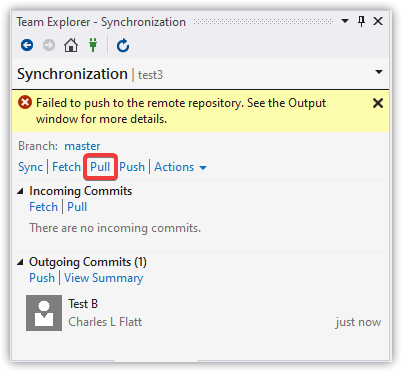 Team Explorer - Synchronization
Synchronization | test3
Failed to push to the remote repository. See the Output
window for more details.
Branch: master
Sync | Fetch | Pull | Push | Actions
Incoming Commits
Fetch | Pull
There are no incoming commits.
Outgoing Commits (1)
Push | View Summary
Test B
Charles L Flatt just now